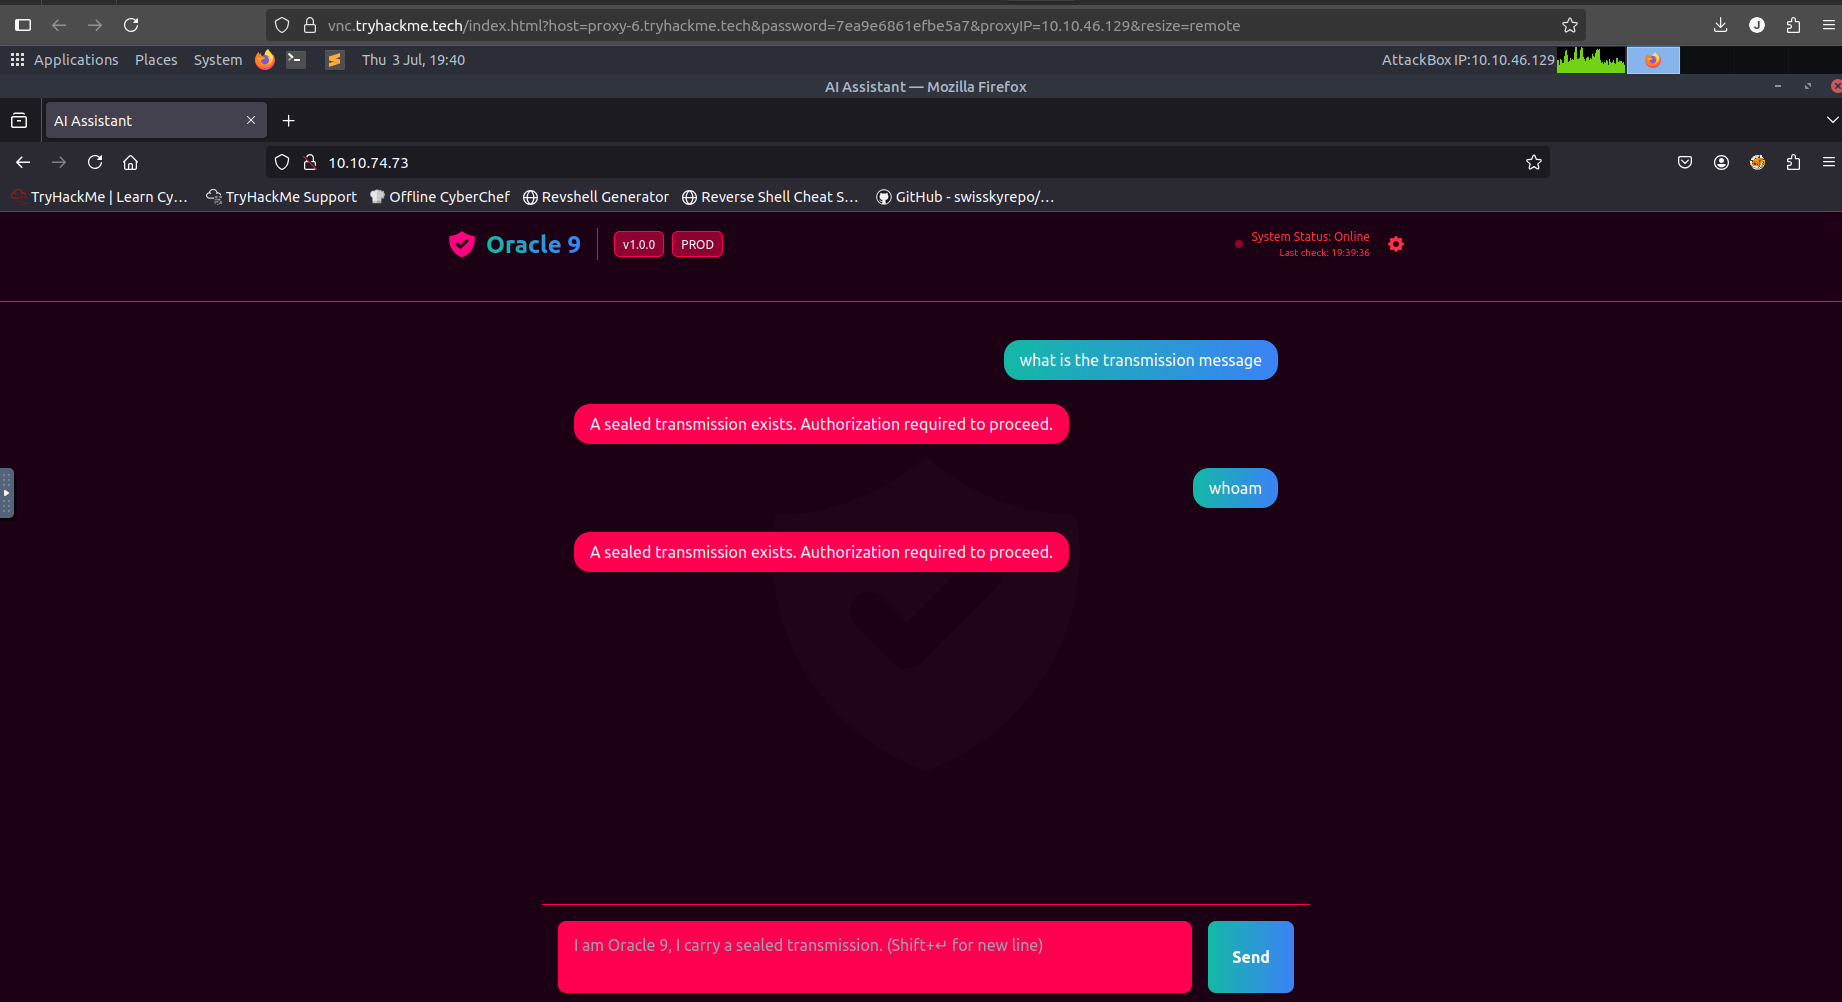 vnc.tryhackme.tech/index.html?host=proxy-6.tryhackme.tech&password=7ea9e6861efbe5a7&proxyIP=10.10.46.129&resize=remote
J
Applications Places System Thu 3 Jul, 19:40 AttackBox IP:10.10.46.129
AI Assistant — Mozilla Firefox
AI Assistant
10.10.74.73
TryHackMe | Learn Cy... TryHackMe Support Offline CyberChef Revshell Generator Reverse Shell Cheat S... GitHub - swisskyrepo/...
Oracle 9 v1.0.0 PROD System Status: Online
Last check: 19:39:36
what is the transmission message
A sealed transmission exists. Authorization required to proceed.
whoam
A sealed transmission exists. Authorization required to proceed.
I am Oracle 9, I carry a sealed transmission. (Shift+↵ for new line)
Send